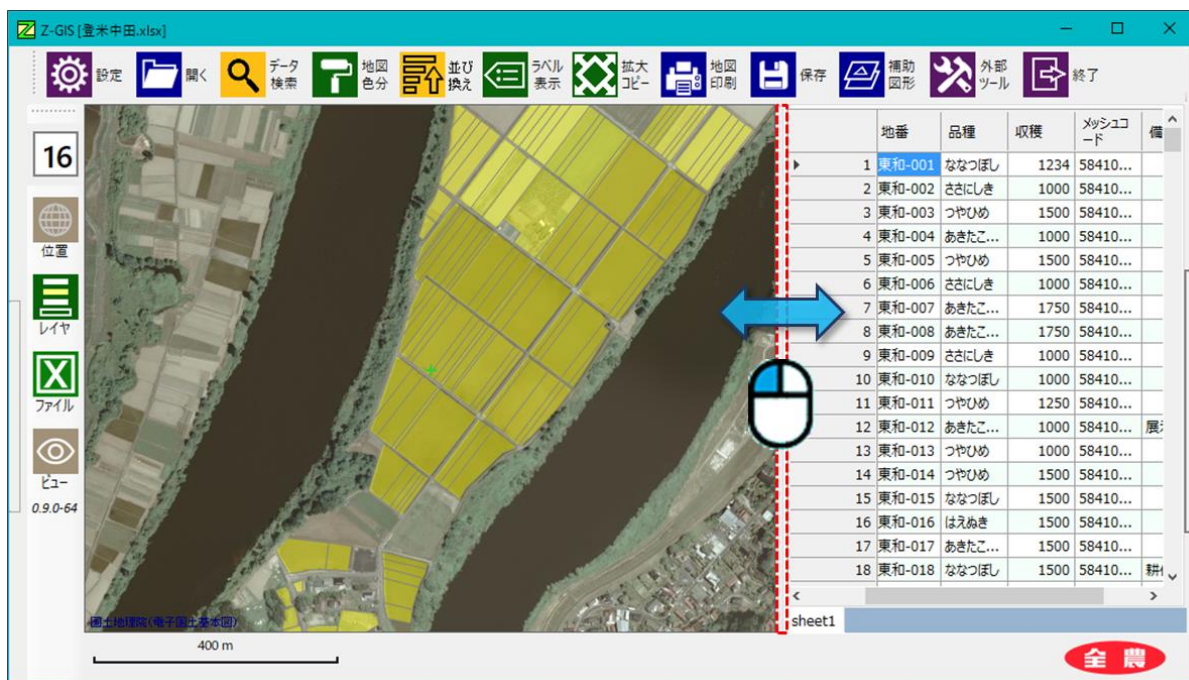 Z-GIS [登米中田.xlsx]
設定 開く データ検索 地図色分 並び換え ラベル表示 拡大コピー 地図印刷 保存 補助図形 外部ツール 終了
16
位置
レイヤ
ファイル
ビュー
0.9.0-64
地番 品種 収穫 メッシュコード 備
1 東和-001 ななつぼし 1234 58410...
2 東和-002 ささにしき 1000 58410...
3 東和-003 つやひめ 1500 58410...
4 東和-004 あきたこ... 1000 58410...
5 東和-005 つやひめ 1500 58410...
6 東和-006 ささにしき 1000 58410...
7 東和-007 あきたこ... 1750 58410...
8 東和-008 あきたこ... 1750 58410...
9 東和-009 ささにしき 1000 58410...
10 東和-010 ななつぼし 1000 58410...
11 東和-011 つやひめ 1250 58410...
12 東和-012 あきたこ... 1000 58410... 展
13 東和-013 つやひめ 1000 58410...
14 東和-014 つやひめ 1500 58410...
15 東和-015 ななつぼし 1500 58410...
16 東和-016 はえぬき 1500 58410...
17 東和-017 あきたこ... 1500 58410...
18 東和-018 ななつぼし 1500 58410... 耕
国土地理院(電子国土基本図)
sheet1
400 m
全農